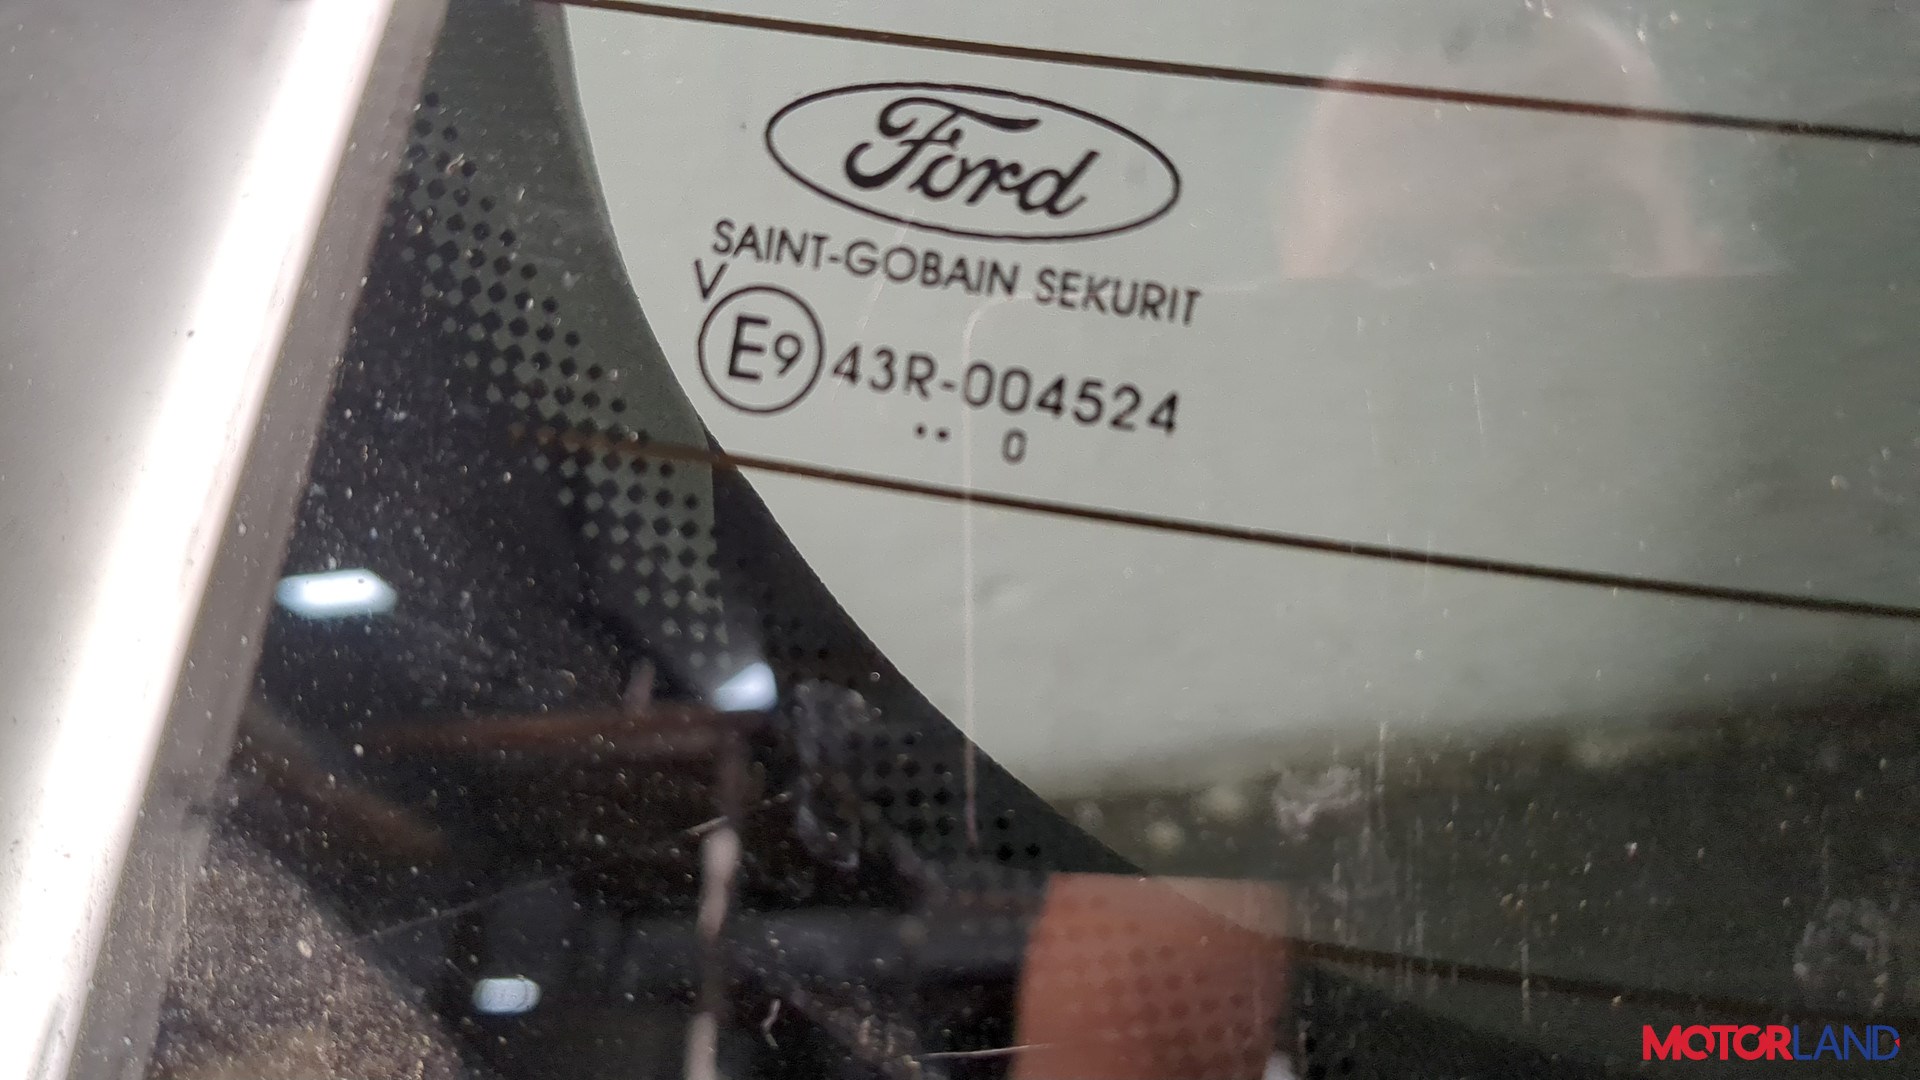 Ford
SAINT-GOBAIN SEKURIT
V
E9 43R-004524
.. 0
MOTORLAND